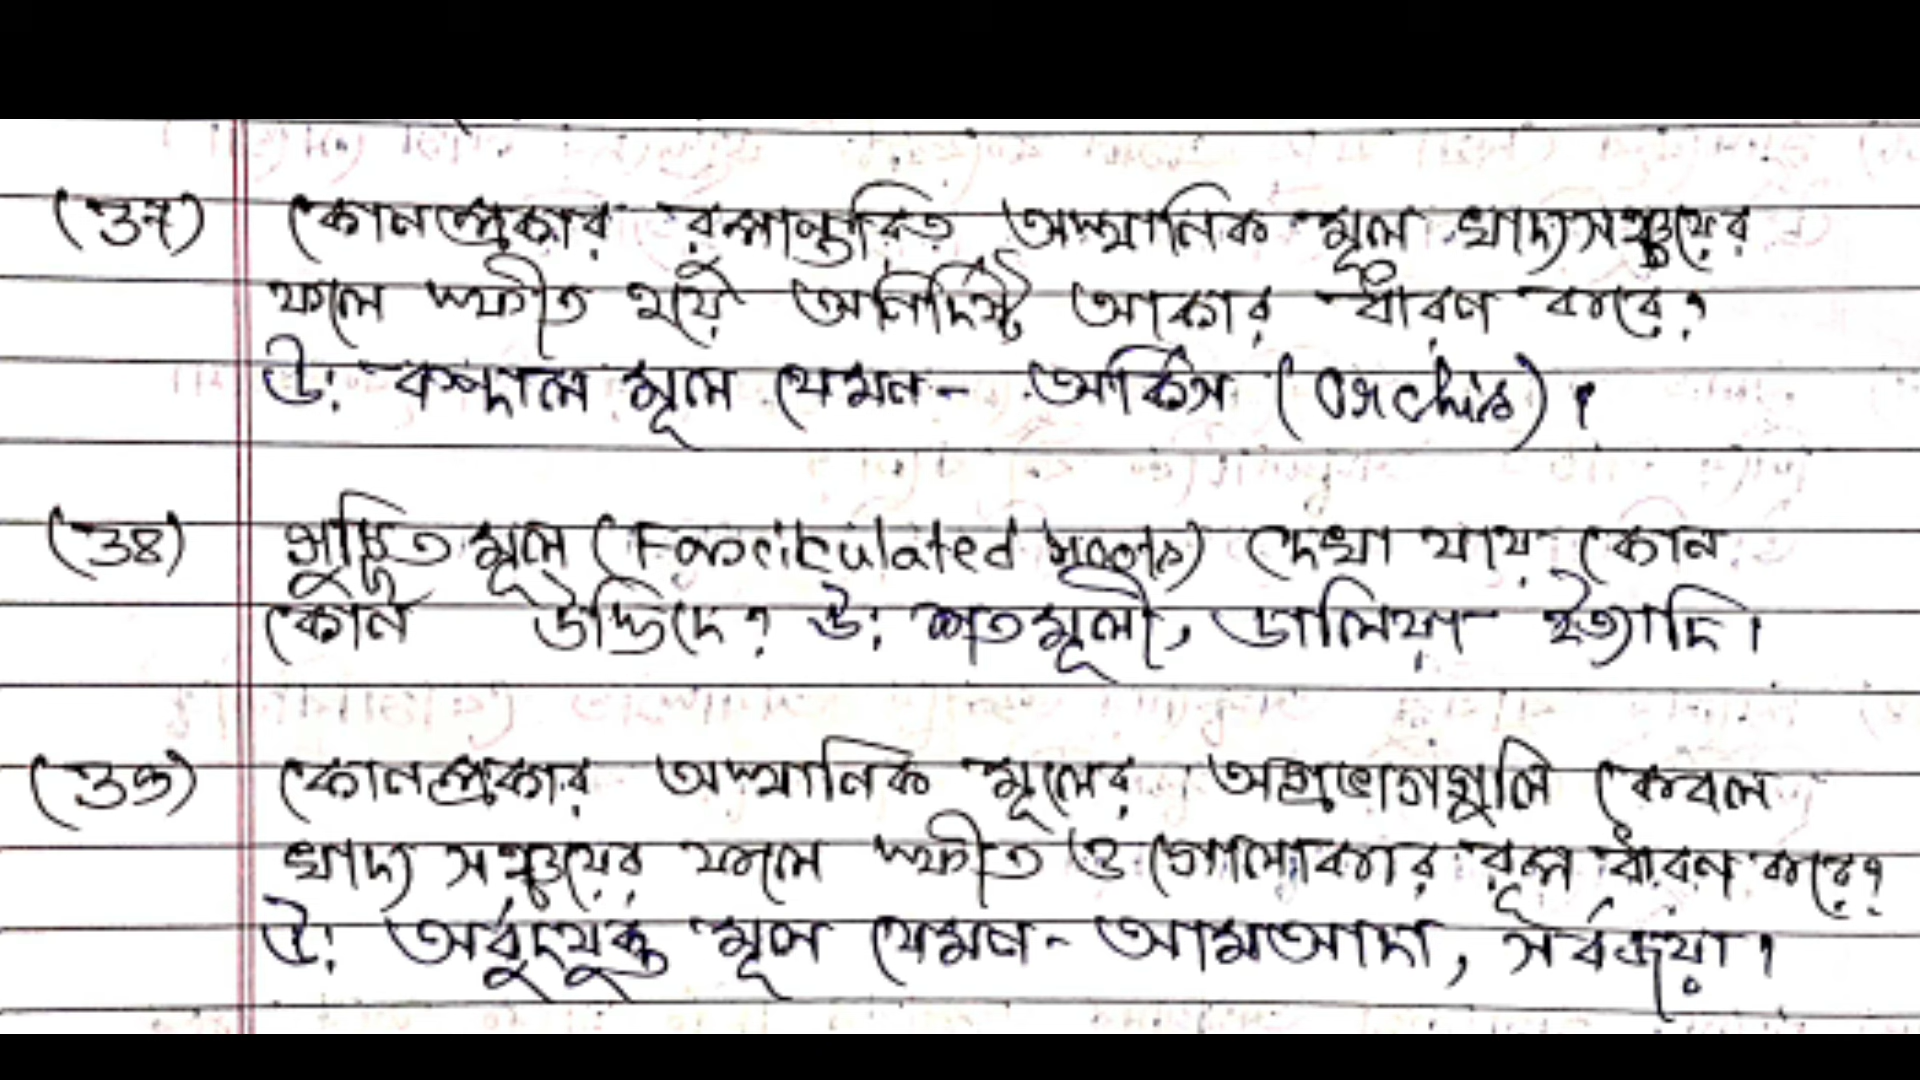 (৩৭) কোনপ্রকার রূপান্তরিত অস্থানিক মূল খাদ্যসঞ্চয়ের
ফলে স্ফীত হয়ে অনির্দিষ্ট আকার ধারণ করে?
উ: কন্দাল মূল যেমন- অর্কিস (Orchis)।
(৩৪) গুচ্ছিত মূল (Fasciculated roots) দেখা যায় কোন
কোন উদ্ভিদে? উ: শতমূলী, ডালিয়া ইত্যাদি।
(৩৬) কোনপ্রকার অস্থানিক মূলের অগ্রভাগগুলি কেবল
খাদ্য সঞ্চয়ের ফলে স্ফীত ও গোলাকার রূপ ধারণ করে?
উ: অর্বুদযুক্ত মূল যেমন- আমআদা, সর্বজয়া।